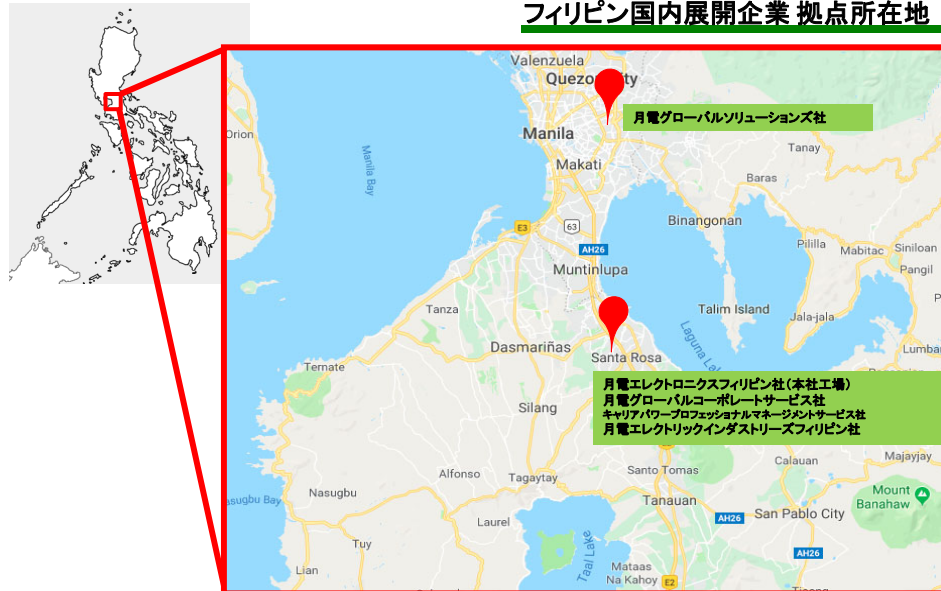 フィリピン国内展開企業 拠点所在地
Valenzuela
Quezon City
月電グローバルソリューションズ社
Orion
Manila
Tanay
Manila Bay
Makati
Baras
Binangonan
E3
63
AH26
Pililla
Mabitac
Siniloan
Muntinlupa
Pangil
Tanza
Talim Island
Jala-jala
Dasmariñas
Santa Rosa
Ternate
月電エレクトロニクスフィリピン社(本社工場)
月電グローバルコーポレートサービス社
キャリアパワープロフェッショナルマネージメントサービス社
月電エレクトリックインダストリーズフィリピン社
Silang
Majayjay
Calauan
Alfonso
Tagaytay
Santo Tomas
Nasugbu
Tanauan
Mount
Banahaw
San Pablo City
AH26
Laurel
Tuy
Taal Lake
AH26
Lian
Mataas
Na Kahoy
E2